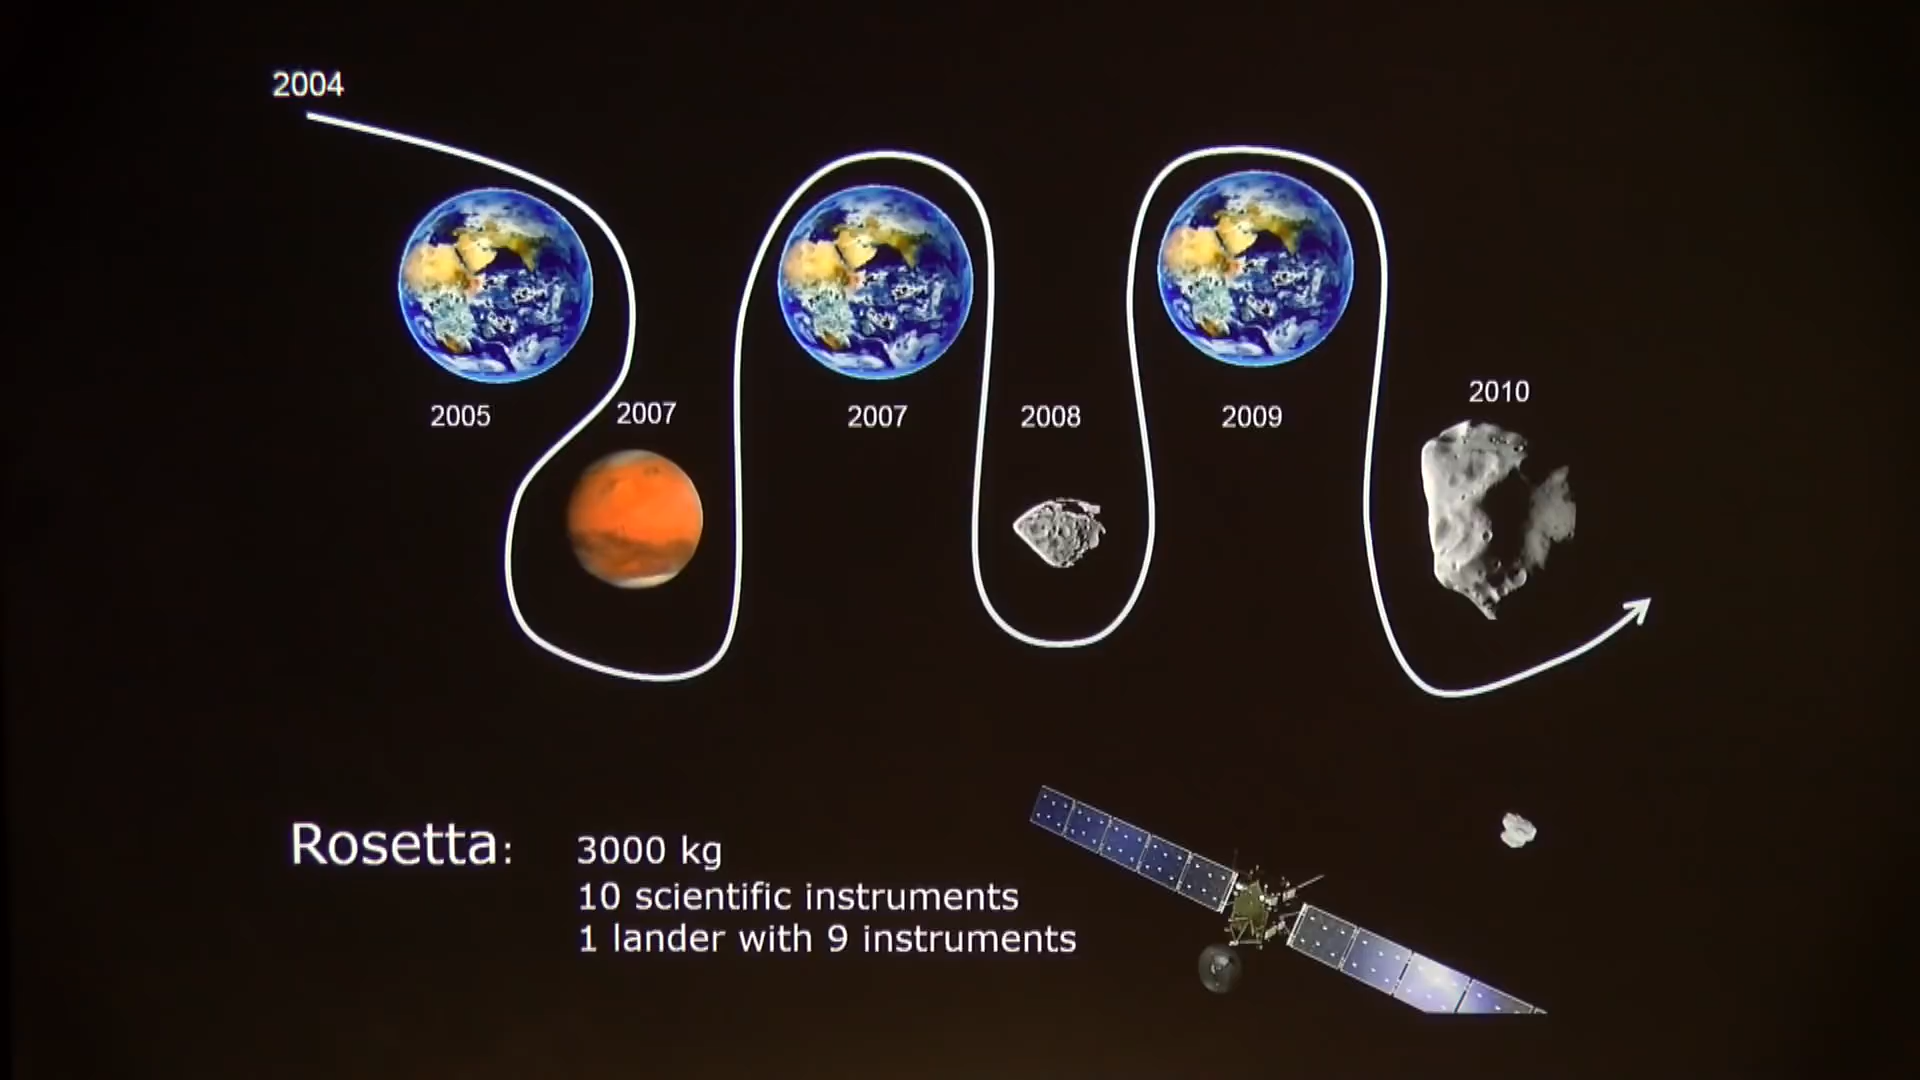 2004
2005
2007
2007
2008
2009
2010
Rosetta:
3000 kg
10 scientific instruments
1 lander with 9 instruments